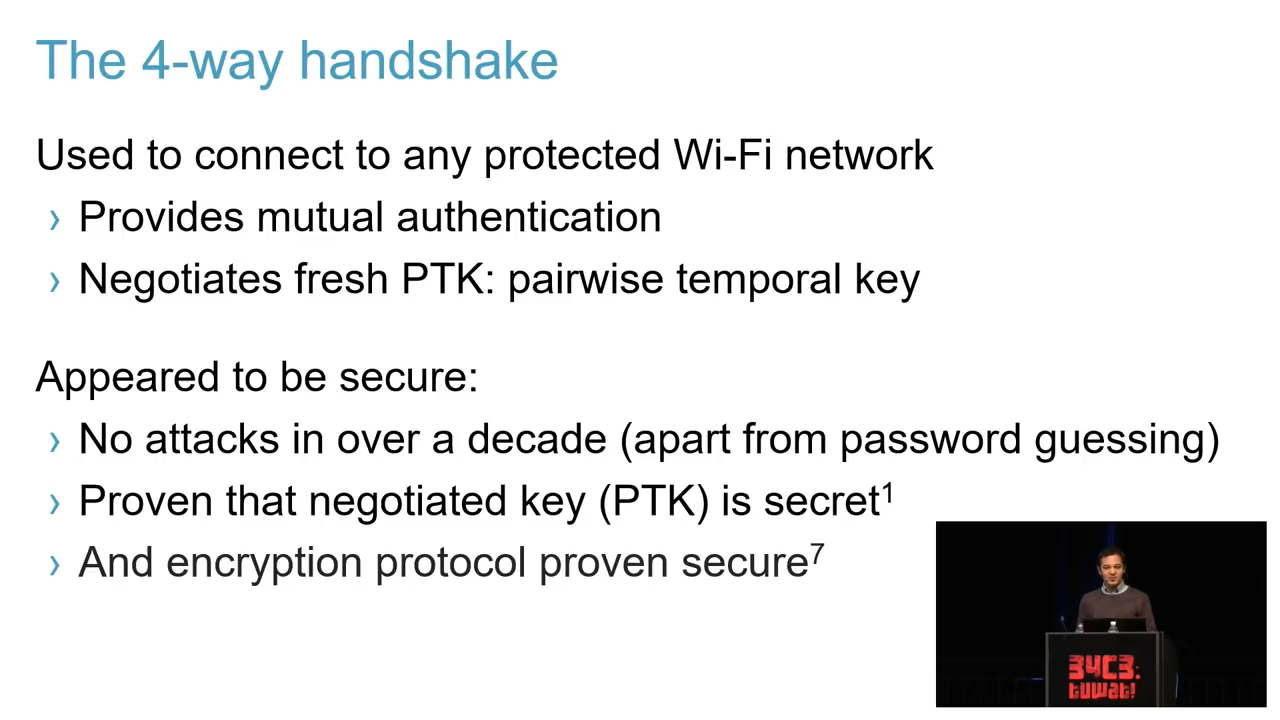 The 4-way handshake
Used to connect to any protected Wi-Fi network
› Provides mutual authentication
› Negotiates fresh PTK: pairwise temporal key
Appeared to be secure:
› No attacks in over a decade (apart from password guessing)
› Proven that negotiated key (PTK) is secret¹
› And encryption protocol proven secure⁷
34C3:
tuwat!